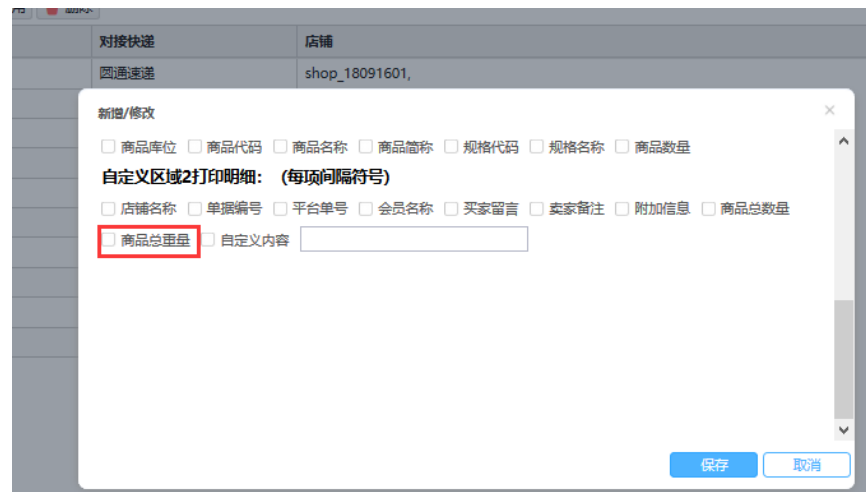 对接快递 店铺
圆通速递 shop_18091601,
新增/修改 ×
商品库位 商品代码 商品名称 商品简称 规格代码 规格名称 商品数量
自定义区域2打印明细: (每项间隔符号)
店铺名称 单据编号 平台单号 会员名称 买家留言 卖家备注 附加信息 商品总数量
商品总重量 自定义内容
保存 取消